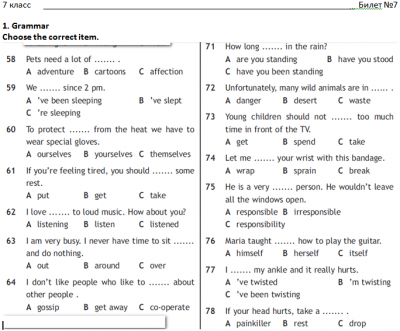 7 класс Билет №7
1. Grammar
Choose the correct item.
58 Pets need a lot of ....... .
A adventure B cartoons C affection
59 We ....... since 2 pm.
A 've been sleeping B 've slept
C 're sleeping
60 To protect ....... from the heat we have to
wear special gloves.
A ourselves B yourselves C themselves
61 If you're feeling tired, you should ....... some
rest.
A put B get C take
62 I love ....... to loud music. How about you?
A listening B listen C listened
63 I am very busy. I never have time to sit .......
and do nothing.
A out B around C over
64 I don't like people who like to ....... about
other people .
A gossip B get away C co-operate
71 How long ....... in the rain?
A are you standing B have you stood
C have you been standing
72 Unfortunately, many wild animals are in ...... .
A danger B desert C waste
73 Young children should not ....... too much
time in front of the TV.
A get B spend C take
74 Let me ....... your wrist with this bandage.
A wrap B sprain C break
75 He is a very ....... person. He wouldn't leave
all the windows open.
A responsible B irresponsible
C responsibility
76 Maria taught ....... how to play the guitar.
A himself B herself C itself
77 I ....... my ankle and it really hurts.
A 've twisted B 'm twisting
C 've been twisting
78 If your head hurts, take a ....... .
A painkiller B rest C drop